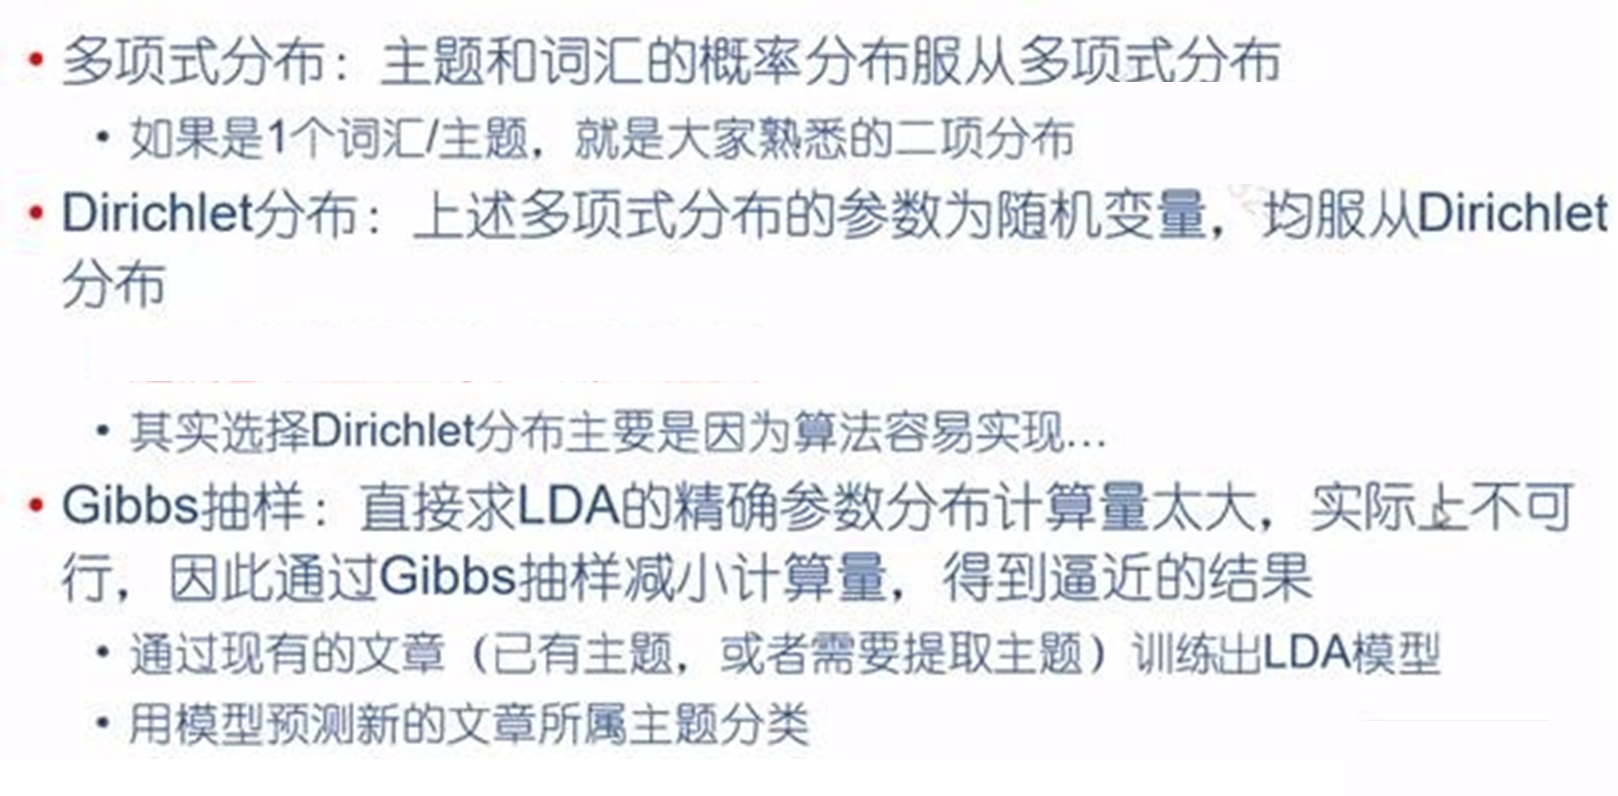 • 多项式分布：主题和词汇的概率分布服从多项式分布
• 如果是1个词汇/主题，就是大家熟悉的二项分布
• Dirichlet分布：上述多项式分布的参数为随机变量，均服从Dirichlet
分布
• 其实选择Dirichlet分布主要是因为算法容易实现…
• Gibbs抽样：直接求LDA的精确参数分布计算量太大，实际上不可
行，因此通过Gibbs抽样减小计算量，得到逼近的结果
• 通过现有的文章（已有主题，或者需要提取主题）训练出LDA模型
• 用模型预测新的文章所属主题分类